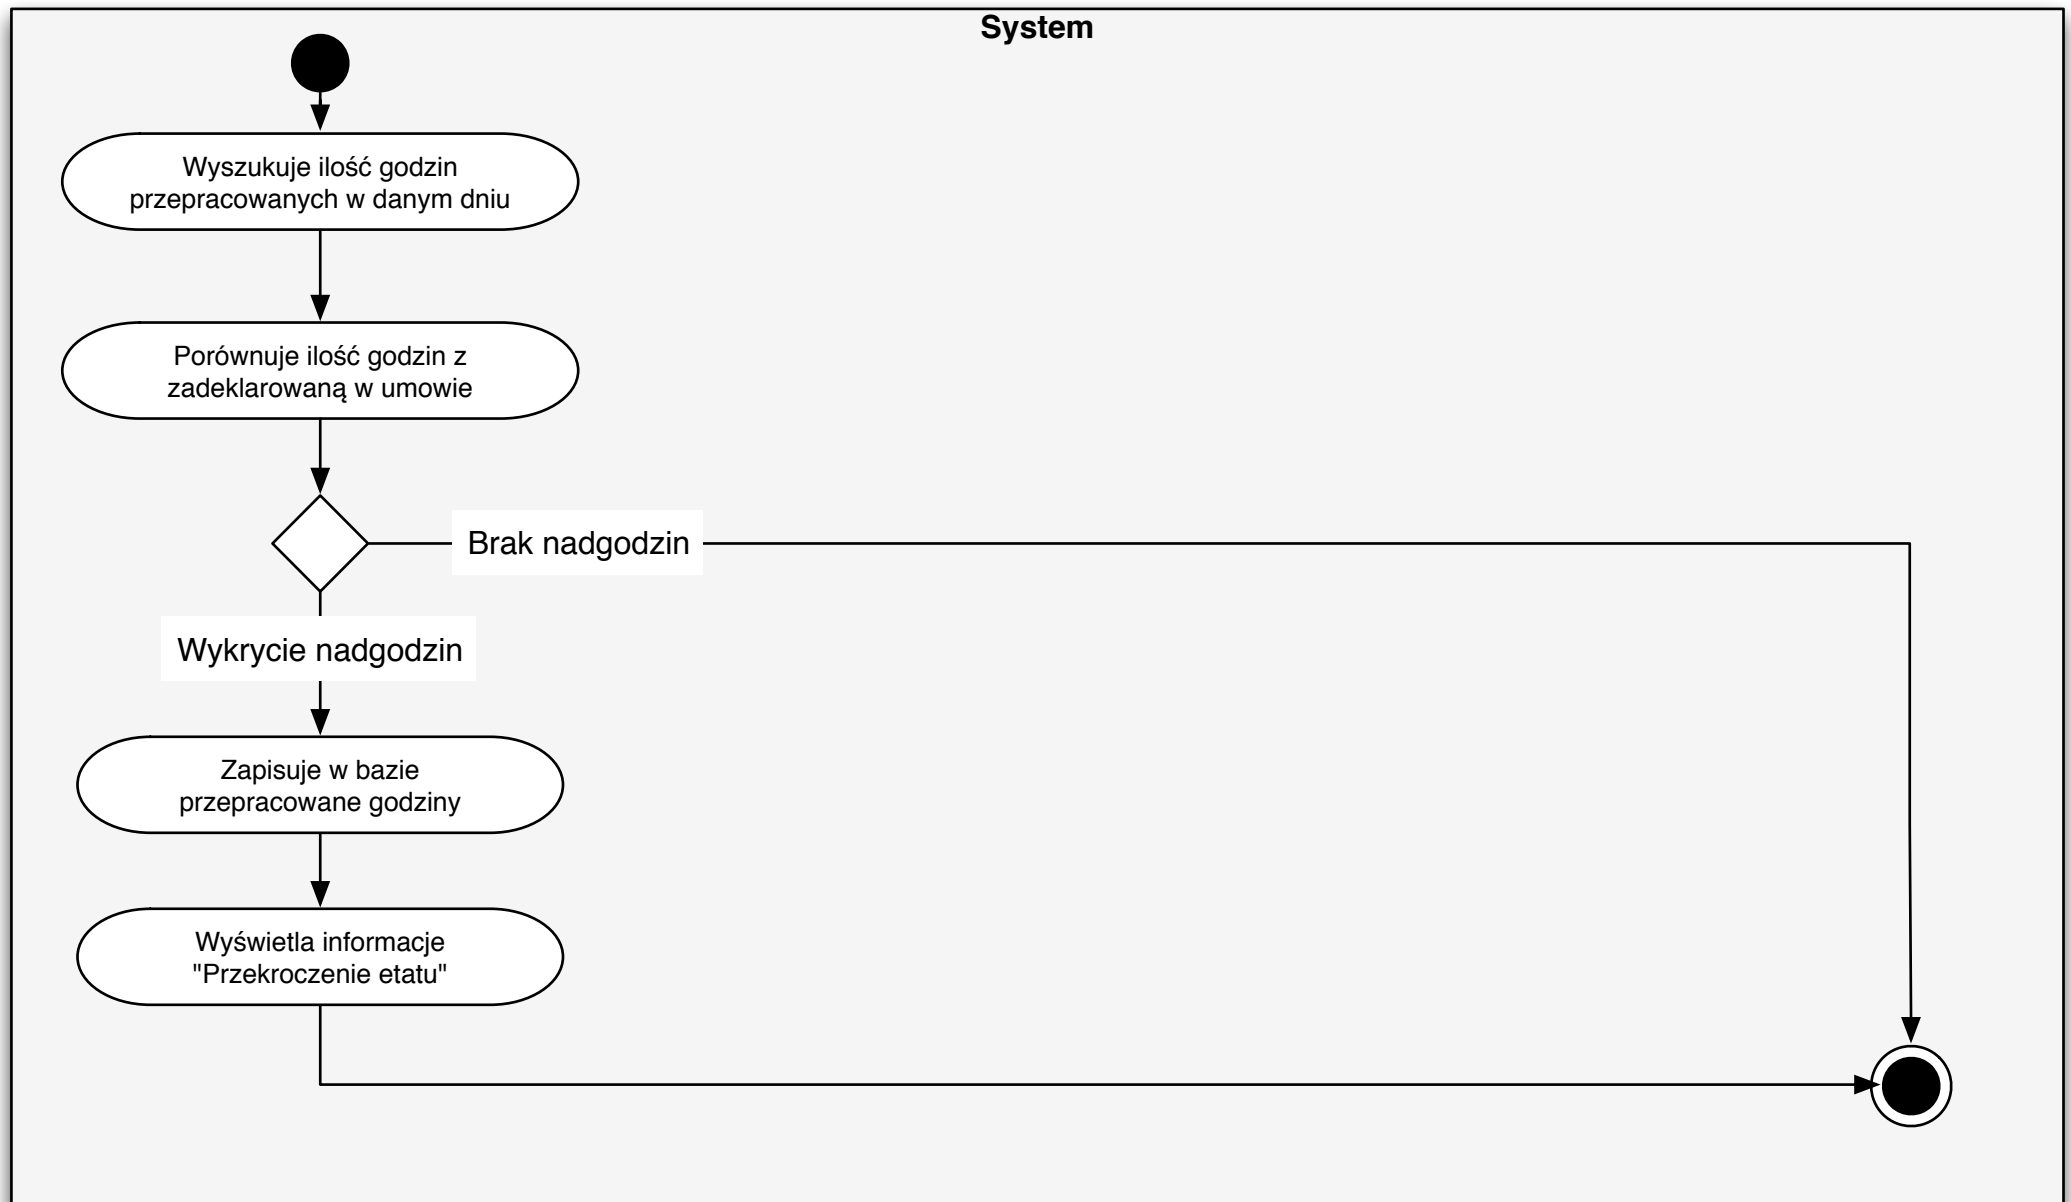 System
Wyszukuje ilość godzin
przepracowanych w danym dniu
Porównuje ilość godzin z
zadeklarowaną w umowie
Brak nadgodzin
Wykrycie nadgodzin
Zapisuje w bazie
przepracowane godziny
Wyświetla informacje
"Przekroczenie etatu"